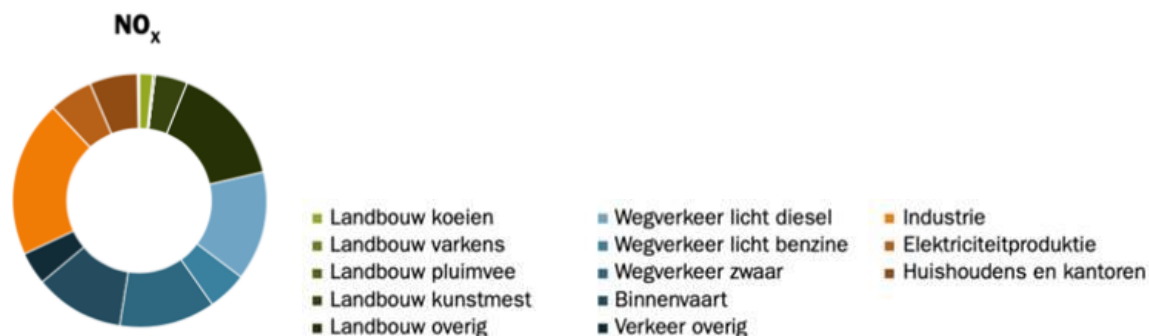 NOx
Landbouw koeien
Landbouw varkens
Landbouw pluimvee
Landbouw kunstmest
Landbouw overig
Wegverkeer licht diesel
Wegverkeer licht benzine
Wegverkeer zwaar
Binnenvaart
Verkeer overig
Industrie
Elektriciteitproduktie
Huishoudens en kantoren